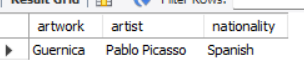 Result Grid Filter Rows:
artwork artist nationality
Guernica Pablo Picasso Spanish